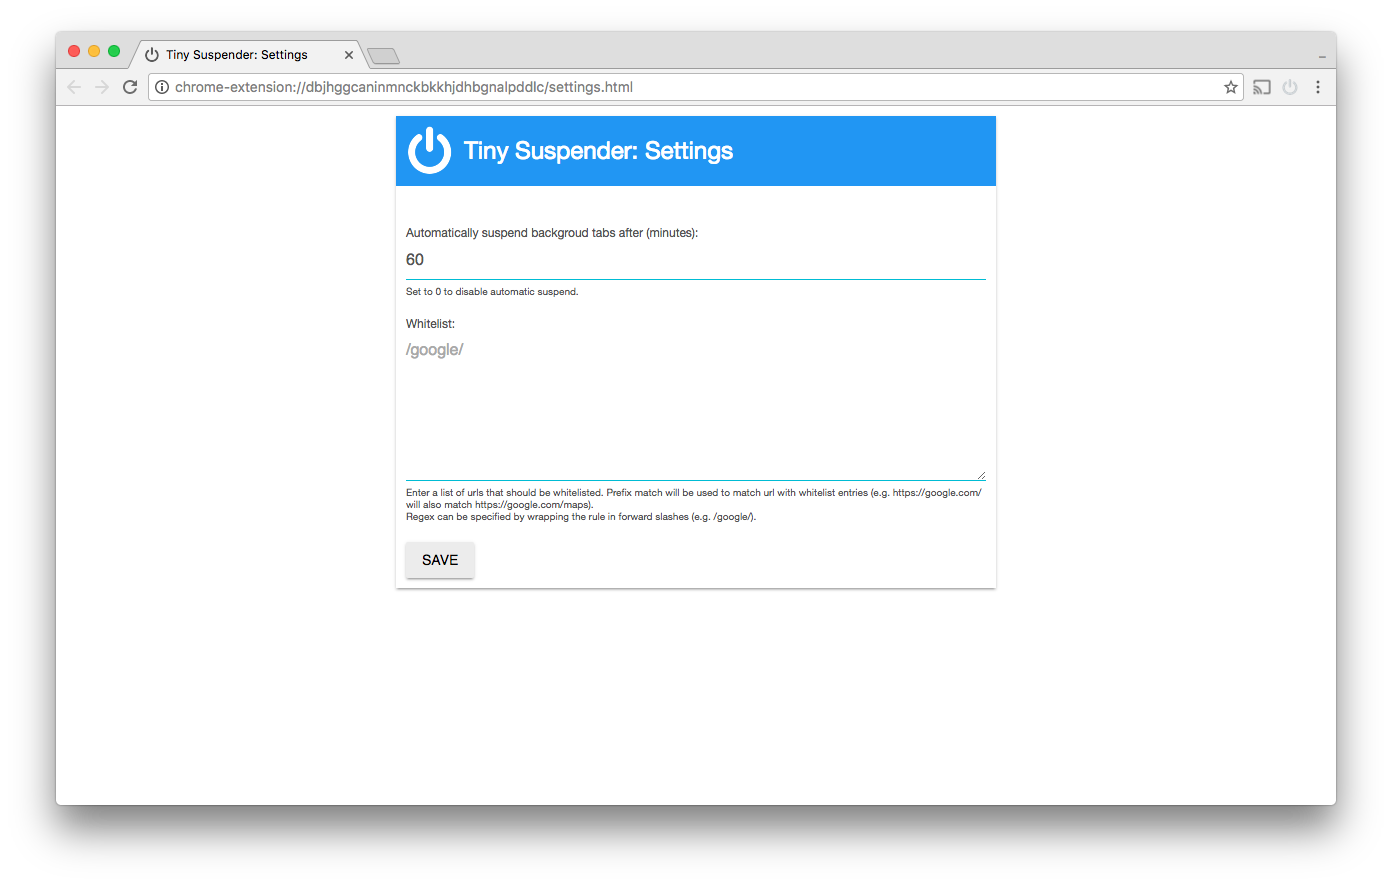 Tiny Suspender: Settings
chrome-extension://dbjhggcaninmnckbkkhjdhbgnalpddlc/settings.html
Tiny Suspender: Settings
Automatically suspend backgroud tabs after (minutes):
60
Set to 0 to disable automatic suspend.
Whitelist:
/google/
Enter a list of urls that should be whitelisted. Prefix match will be used to match url with whitelist entries (e.g. https://google.com/
will also match https://google.com/maps).
Regex can be specified by wrapping the rule in forward slashes (e.g. /google/).
SAVE